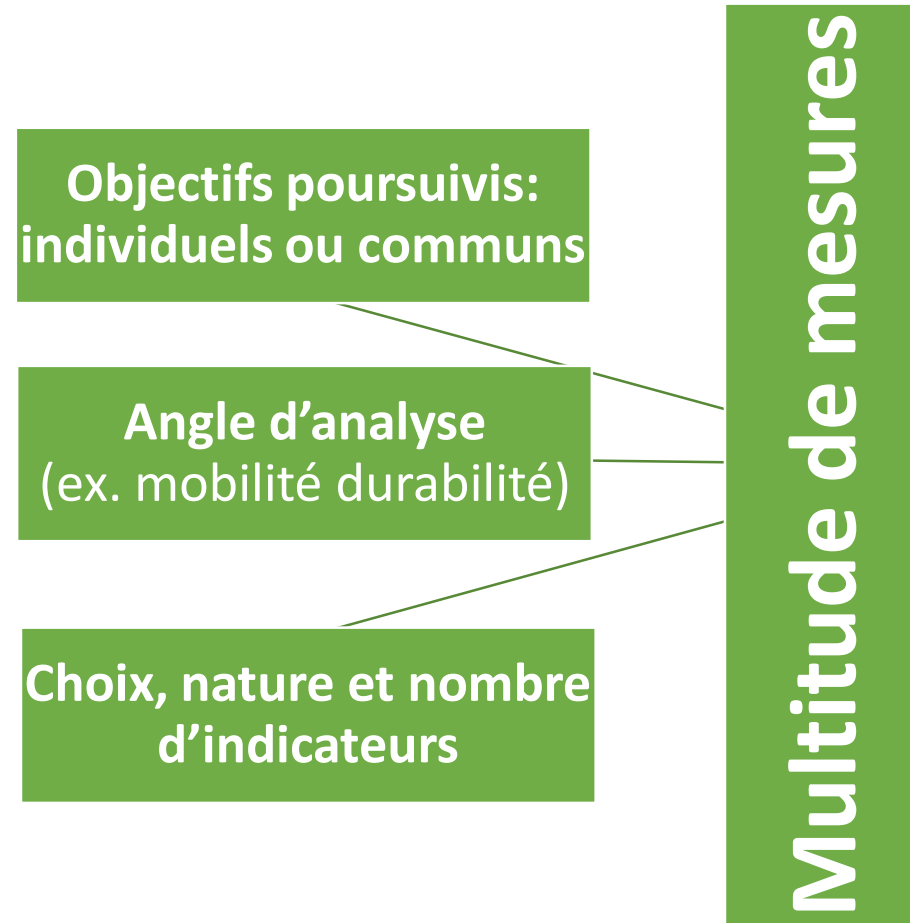 Objectifs poursuivis:
individuels ou communs
Angle d’analyse
(ex. mobilité durabilité)
Choix, nature et nombre
d’indicateurs
Multitude de mesures